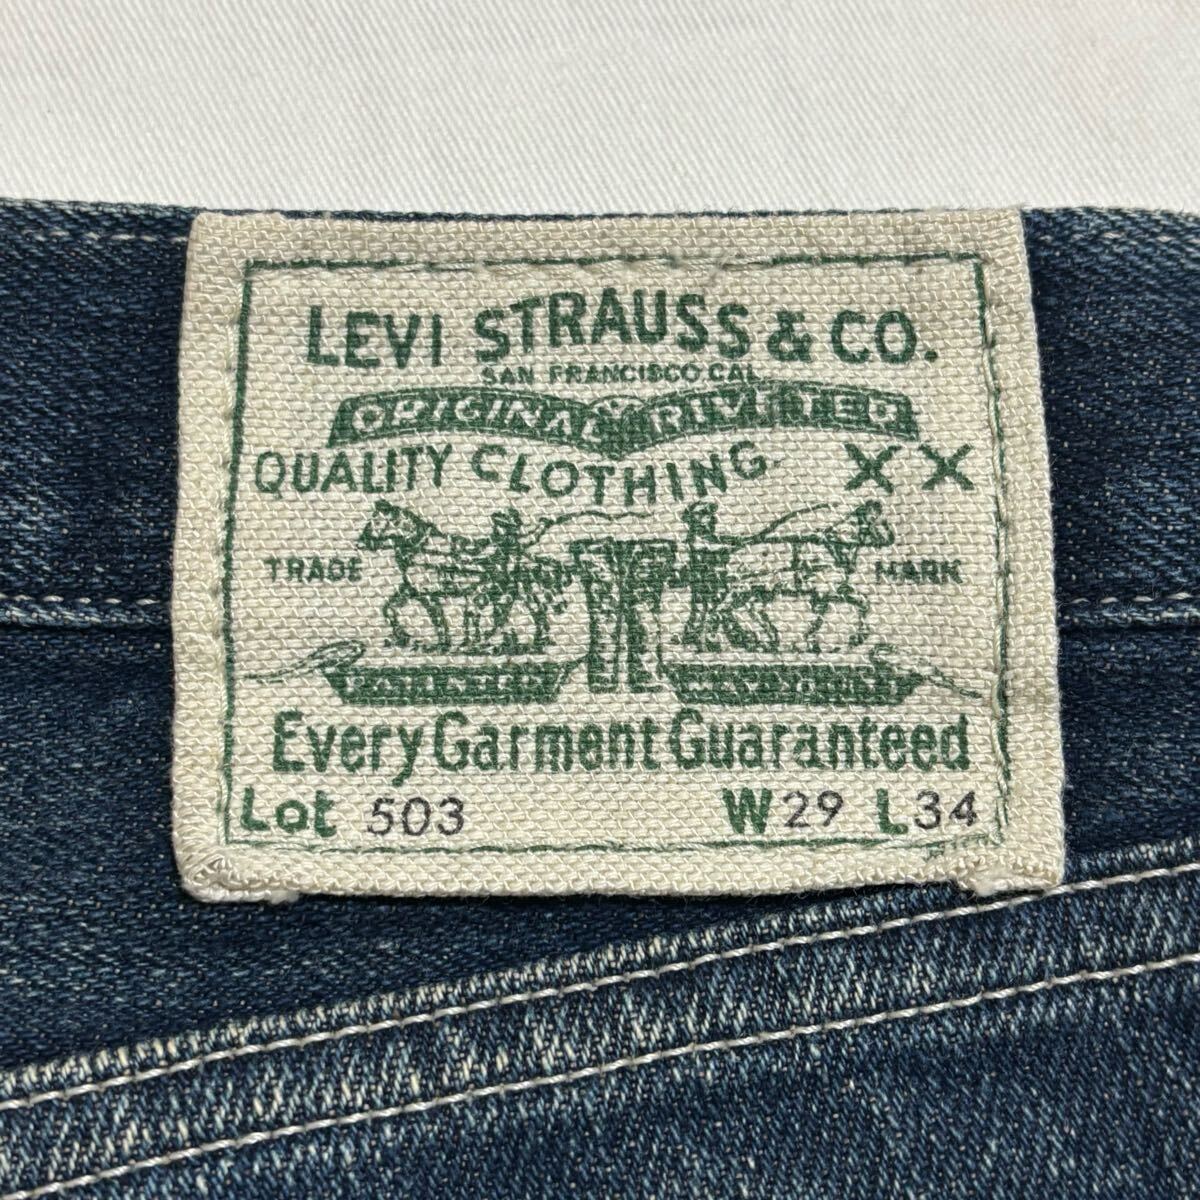 LEVI STRAUSS & CO.
SAN FRANCISCO CAL
ORIGINAL RIVETED
QUALITY CLOTHING XX
TRADE MARK
Every Garment Guaranteed
Lot 503 W29 L34